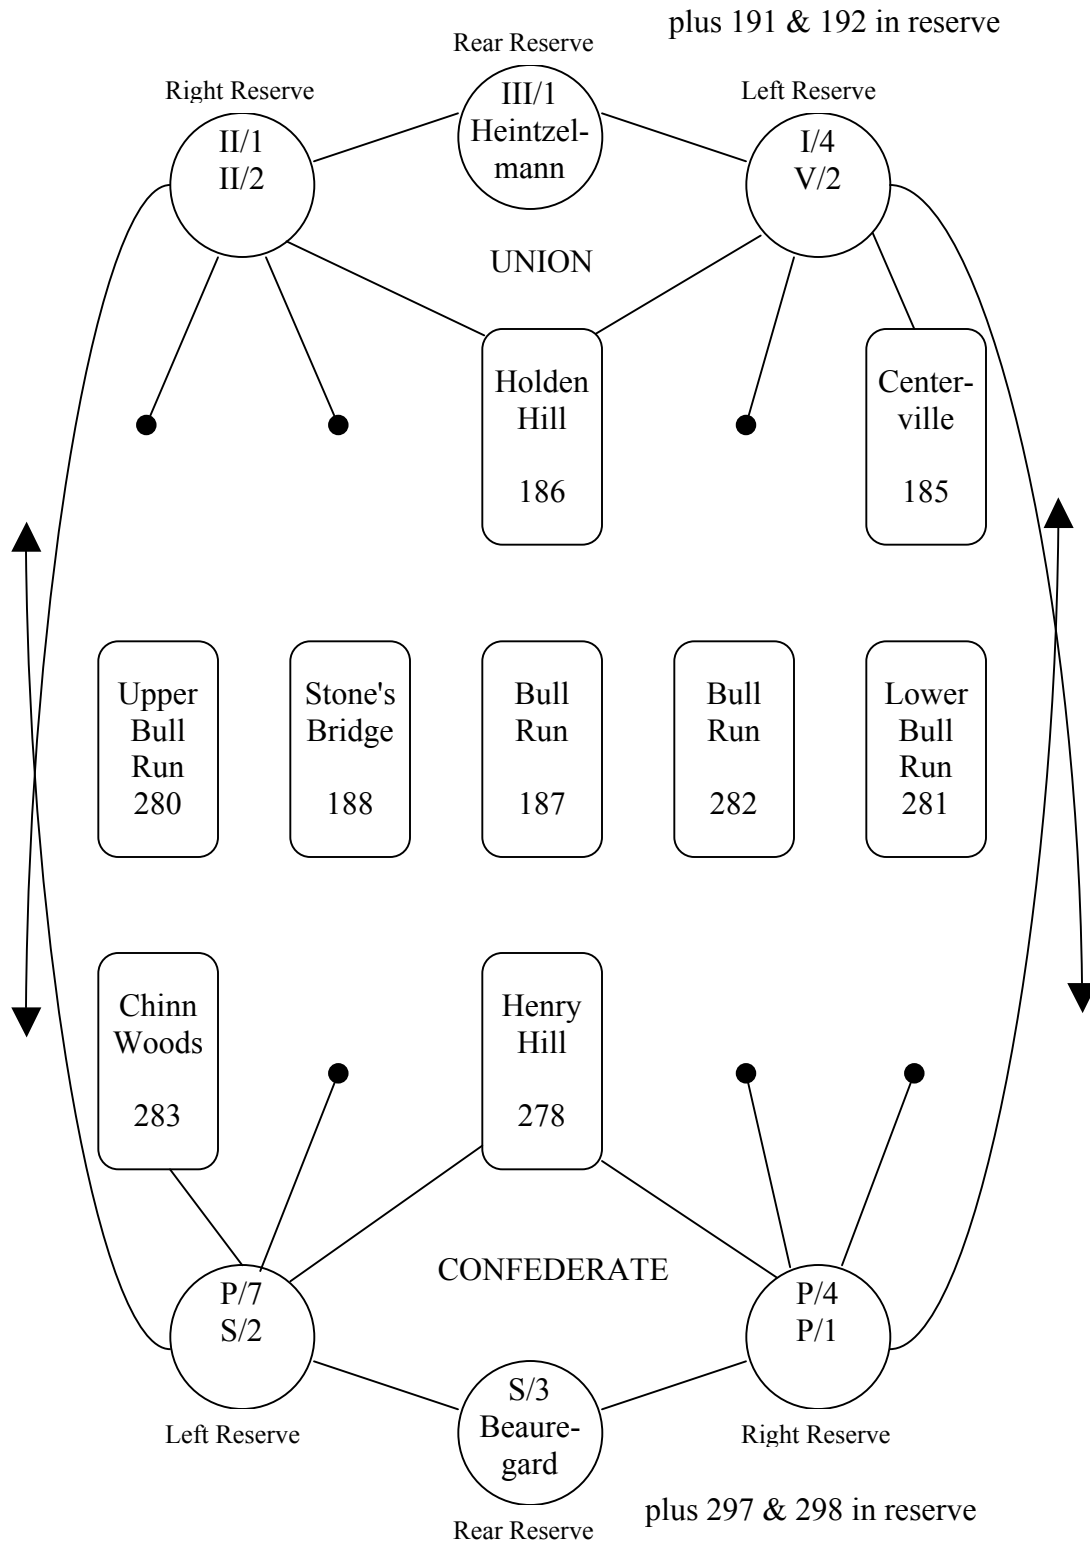 plus 191 & 192 in reserve
Rear Reserve
Right Reserve
Left Reserve
III/1
Heintzel-
mann
II/1
II/2
I/4
V/2
UNION
Holden
Hill
186
Center-
ville
185
Upper
Bull
Run
280
Stone's
Bridge
188
Bull
Run
187
Bull
Run
282
Lower
Bull
Run
281
Chinn
Woods
283
Henry
Hill
278
CONFEDERATE
P/7
S/2
P/4
P/1
S/3
Beaure-
gard
Left Reserve
Right Reserve
Rear Reserve
plus 297 & 298 in reserve